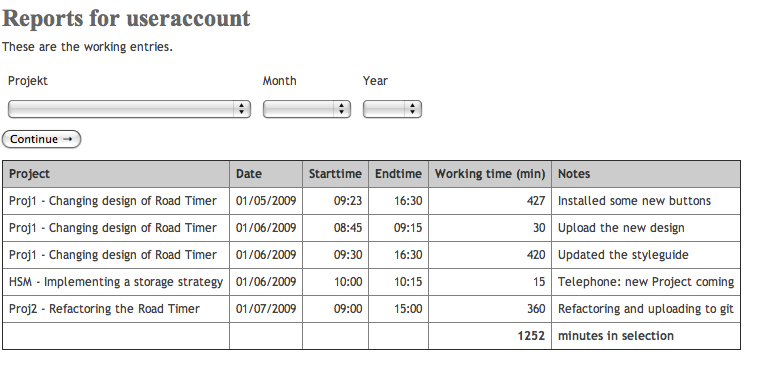 Reports for useraccount
These are the working entries.
Projekt Month Year
Continue →
Project Date Starttime Endtime Working time (min) Notes
Proj1 - Changing design of Road Timer 01/05/2009 09:23 16:30 427 Installed some new buttons
Proj1 - Changing design of Road Timer 01/06/2009 08:45 09:15 30 Upload the new design
Proj1 - Changing design of Road Timer 01/06/2009 09:30 16:30 420 Updated the styleguide
HSM - Implementing a storage strategy 01/06/2009 10:00 10:15 15 Telephone: new Project coming
Proj2 - Refactoring the Road Timer 01/07/2009 09:00 15:00 360 Refactoring and uploading to git
1252 minutes in selection